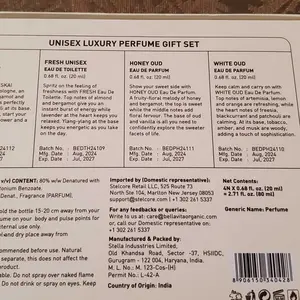 UNISEX LUXURY PERFUME GIFT SET
FRESH UNISEX
EAU DE TOILETTE
0.68 fl. oz. (20 ml)
Spritz on the feeling of
freshness with FRESH Eau de
Toilette. Top notes of almond
and bergamot give you an
instant burst of energy while
lavender at the heart keeps you
relaxed. Ylang ylang at the base
keeps you energetic as you take
on the day.
Batch No. : BEDTHQ4109
Mfg. Date : Aug, 2024
Exp. Date : Jul, 2027
HONEY OUD
EAU DE PARFUM
0.68 fl. oz. (20 ml)
Show your sweet side with
HONEY OUD Eau De Parfum.
A fruity-floral melody of honey
and bergamot, the top is sweet
while the middle notes add
floral flavour. The base of oud
and vanilla is all you need to
confidently explore the sweeter
facets of life.
Batch No. : BEDPHQ4111
Mfg. Date : Aug, 2024
Exp. Date : Jul, 2027
WHITE OUD
EAU DE PARFUM
0.68 fl. oz. (20 ml)
Keep calm and carry on with
WHITE OUD Eau De Parfum.
Top notes of artemisia, lemon
and orange are refreshing, while
the heart notes of freesia,
blackcurrant and patchouli are
calming. At its base, tobacco,
amber, and musk are woody,
adding a touch of sophistication.
Batch No. : BEDPHQ4112
Mfg. Date : Aug, 2024
Exp. Date : Jul, 2027
(v/v) CONTENT: 80% w/w Denatured with
Imported by (Domestic representative):
Stelcore Retail LLC, 525 Route 73
North Ste 104, Marlton New Jersey 08053
support@stelcore.com
Phone: +1 302 261 5337
For any feedback or queries:
Write to us: care@bellavitaorganic.com
Please call us (domestic representative)
+1 302 261 5337
Manufactured & Packed by:
Stella Industries Limited,
Old Khandsa Road, Sector -37, HSIIDC,
Gurugram - 122 004, Haryana, India.
M. L. No.: M. 123-Cos-(H)
Permit No.: L-42-A
Country of Origin: India
Net Contents:
4N X 0.68 fl. oz (20 ml)
= 2.71 fl. oz. (80 ml)
Generic Name: Perfume
8906150340428